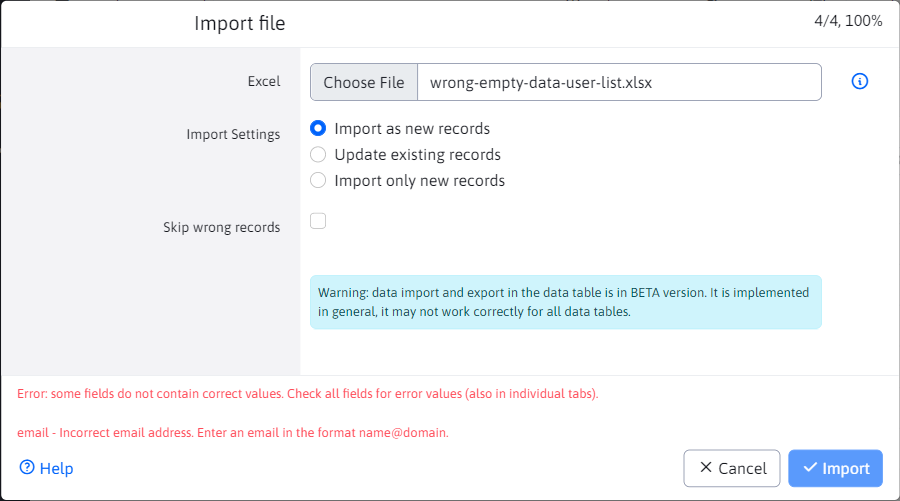 Import file
4/4, 100%
Excel
Choose File
wrong-empty-data-user-list.xlsx
Import Settings
Import as new records
Update existing records
Import only new records
Skip wrong records
Warning: data import and export in the data table is in BETA version. It is implemented
in general, it may not work correctly for all data tables.
Error: some fields do not contain correct values. Check all fields for error values (also in individual tabs).
email - Incorrect email address. Enter an email in the format name@domain.
Help
Cancel
Import